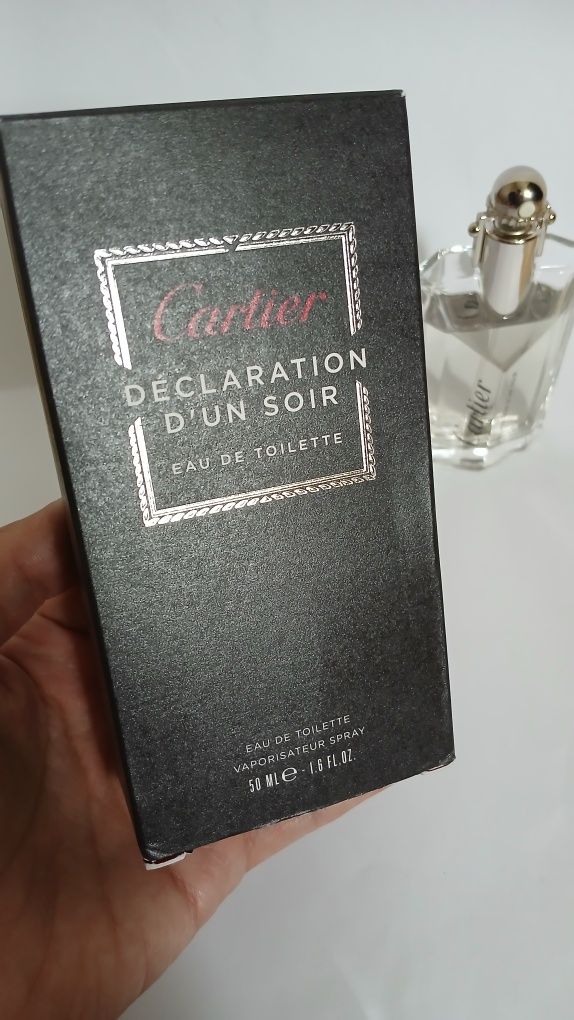 Cartier
DÉCLARATION
D'UN SOIR
EAU DE TOILETTE
EAU DE TOILETTE
VAPORISATEUR SPRAY
50 ML e - 1.6 FL.OZ.
Cartier